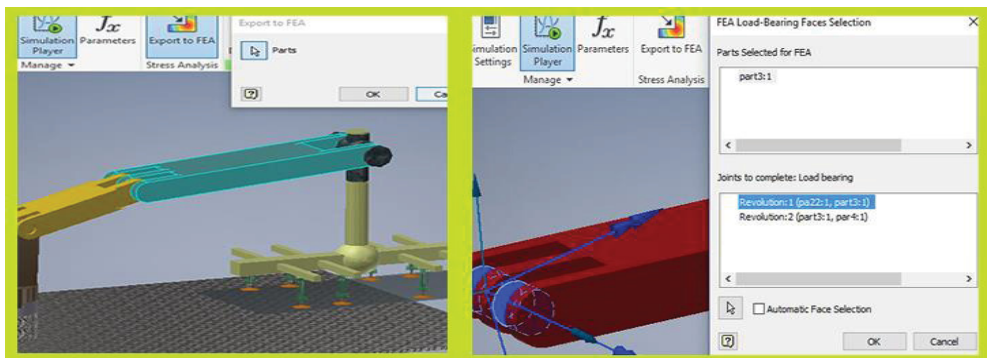 Simulation Player
Parameters
Export to FEA
Manage
Stress Analysis
Export to FEA
Parts
OK
Simulation Settings
Simulation Player
Parameters
Export to FEA
Manage
Stress Analysis
FEA Load-Bearing Faces Selection
Parts Selected for FEA
part3:1
Joints to complete: Load bearing
Revolution:1 (pa22:1, part3:1)
Revolution:2 (part3:1, par4:1)
Automatic Face Selection
OK
Cancel